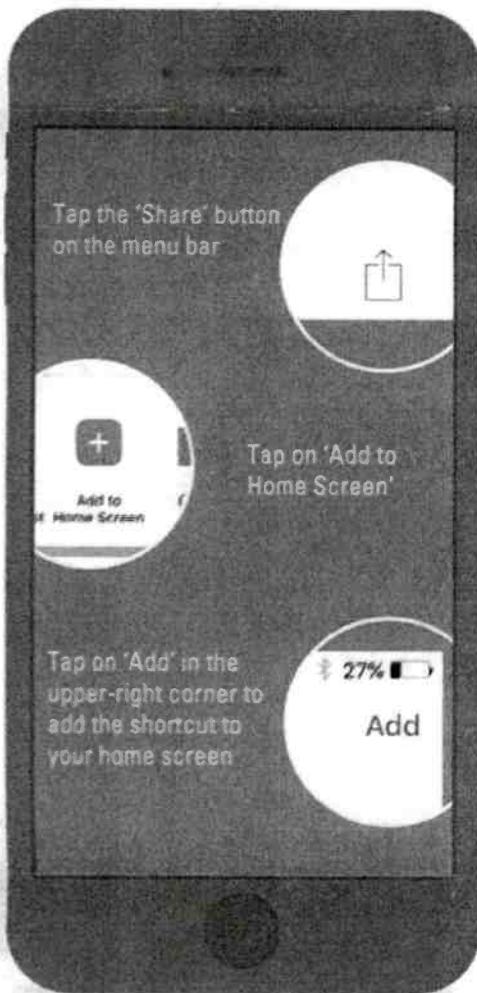 Tap the 'Share' button
on the menu bar
Add to
Home Screen
Tap on 'Add to
Home Screen'
Tap on 'Add' in the
upper-right corner to
add the shortcut to
your home screen
27%
Add